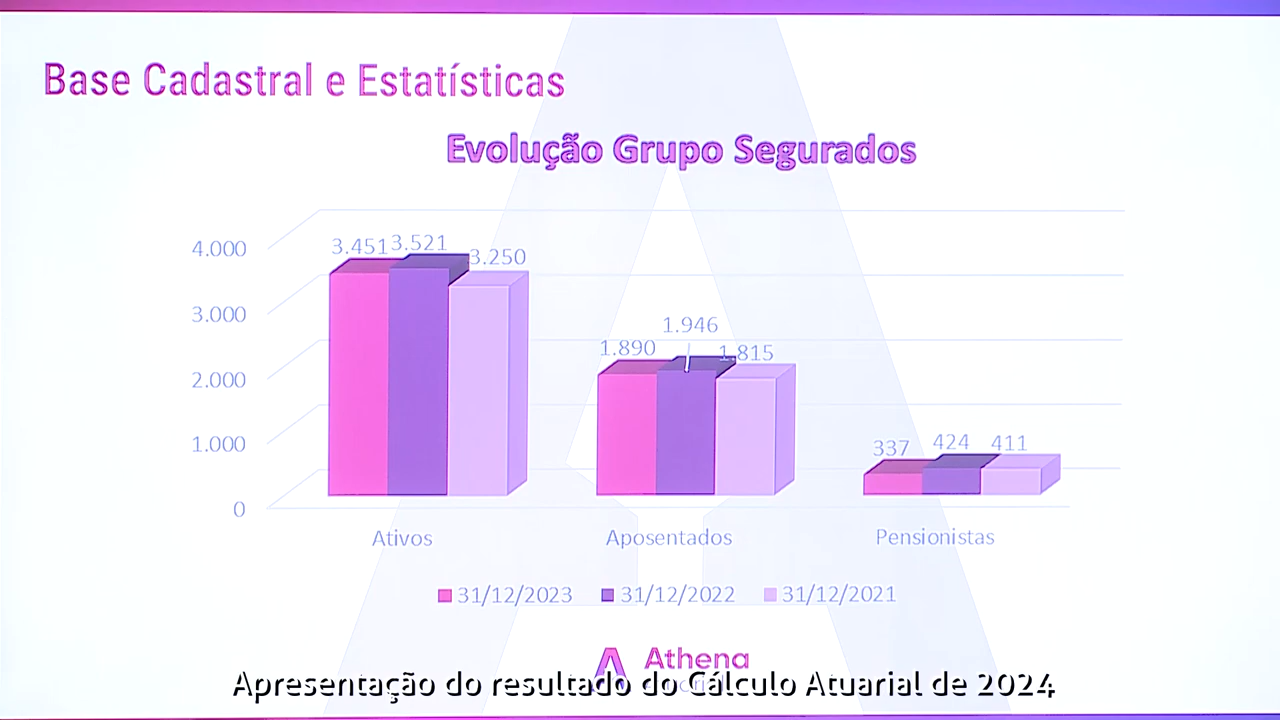 Base Cadastral e Estatísticas
Evolução Grupo Segurados
4.000
3.000
2.000
1.000
0
3.451 3.521 3.250
1.890 1.946 1.815
337 424 411
Ativos Aposentados Pensionistas
31/12/2023 31/12/2022 31/12/2021
Athena
Apresentação do resultado do Cálculo Atuarial de 2024